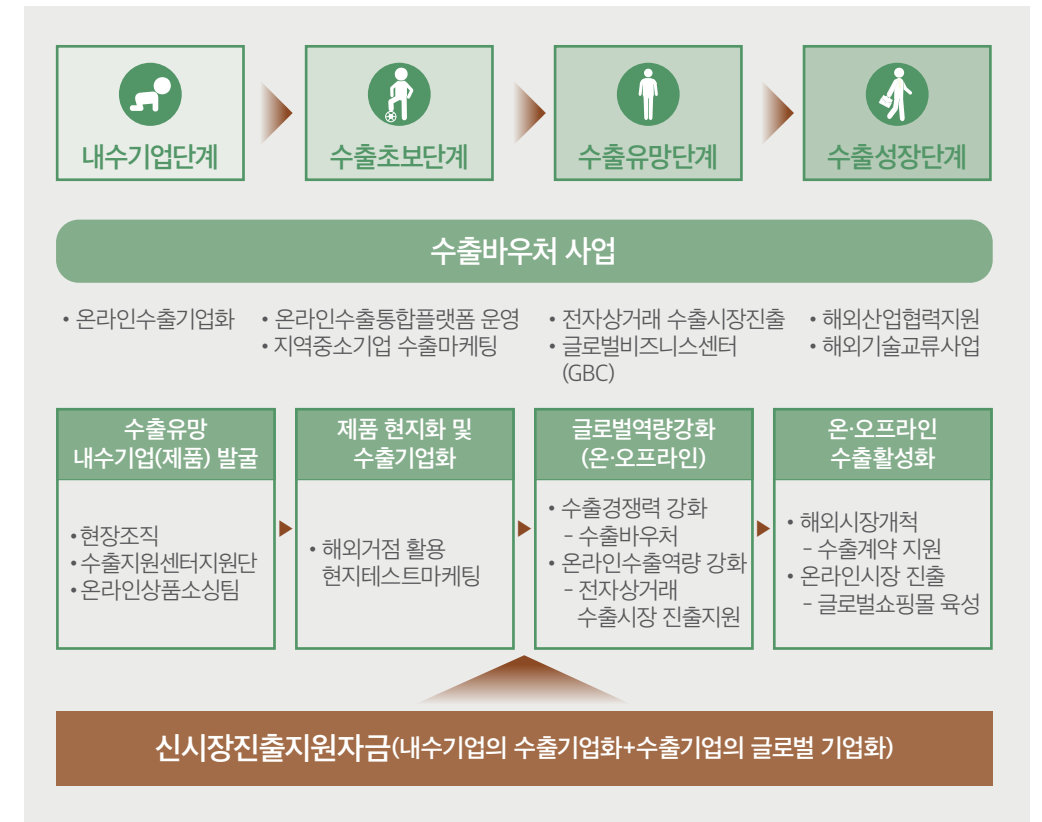 내수기업단계
수출초보단계
수출유망단계
수출성장단계
수출바우처 사업
• 온라인수출기업화
• 온라인수출통합플랫폼 운영
• 지역중소기업 수출마케팅
• 전자상거래 수출시장진출
• 글로벌비즈니스센터
(GBC)
• 해외산업협력지원
• 해외기술교류사업
수출유망
내수기업(제품) 발굴
• 현장조직
• 수출지원센터지원단
• 온라인상품소싱팀
제품 현지화 및
수출기업화
• 해외거점 활용
현지테스트마케팅
글로벌역량강화
(온·오프라인)
• 수출경쟁력 강화
- 수출바우처
• 온라인수출역량 강화
- 전자상거래
수출시장 진출지원
온·오프라인
수출활성화
• 해외시장개척
- 수출계약 지원
• 온라인시장 진출
- 글로벌쇼핑몰 육성
신시장진출지원자금(내수기업의 수출기업화+수출기업의 글로벌 기업화)